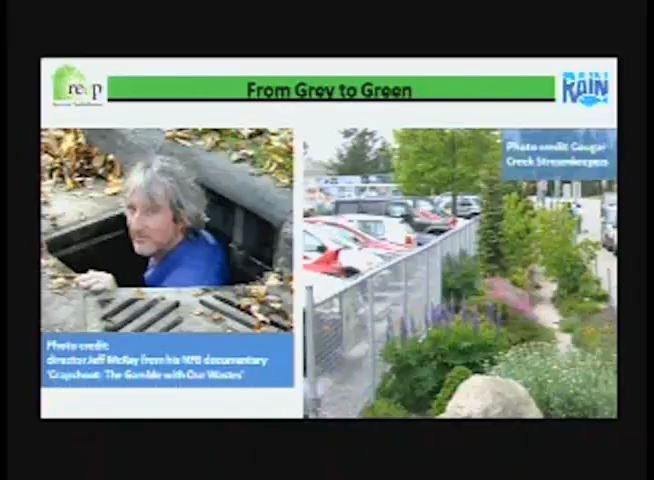 reep
From Grey to Green
RAIN
Photo credit: Cougar
Creek Streamkeepers
Photo credit:
director Jeff McKay from his NFB documentary
'Crapshoot: The Gamble with Our Wastes'